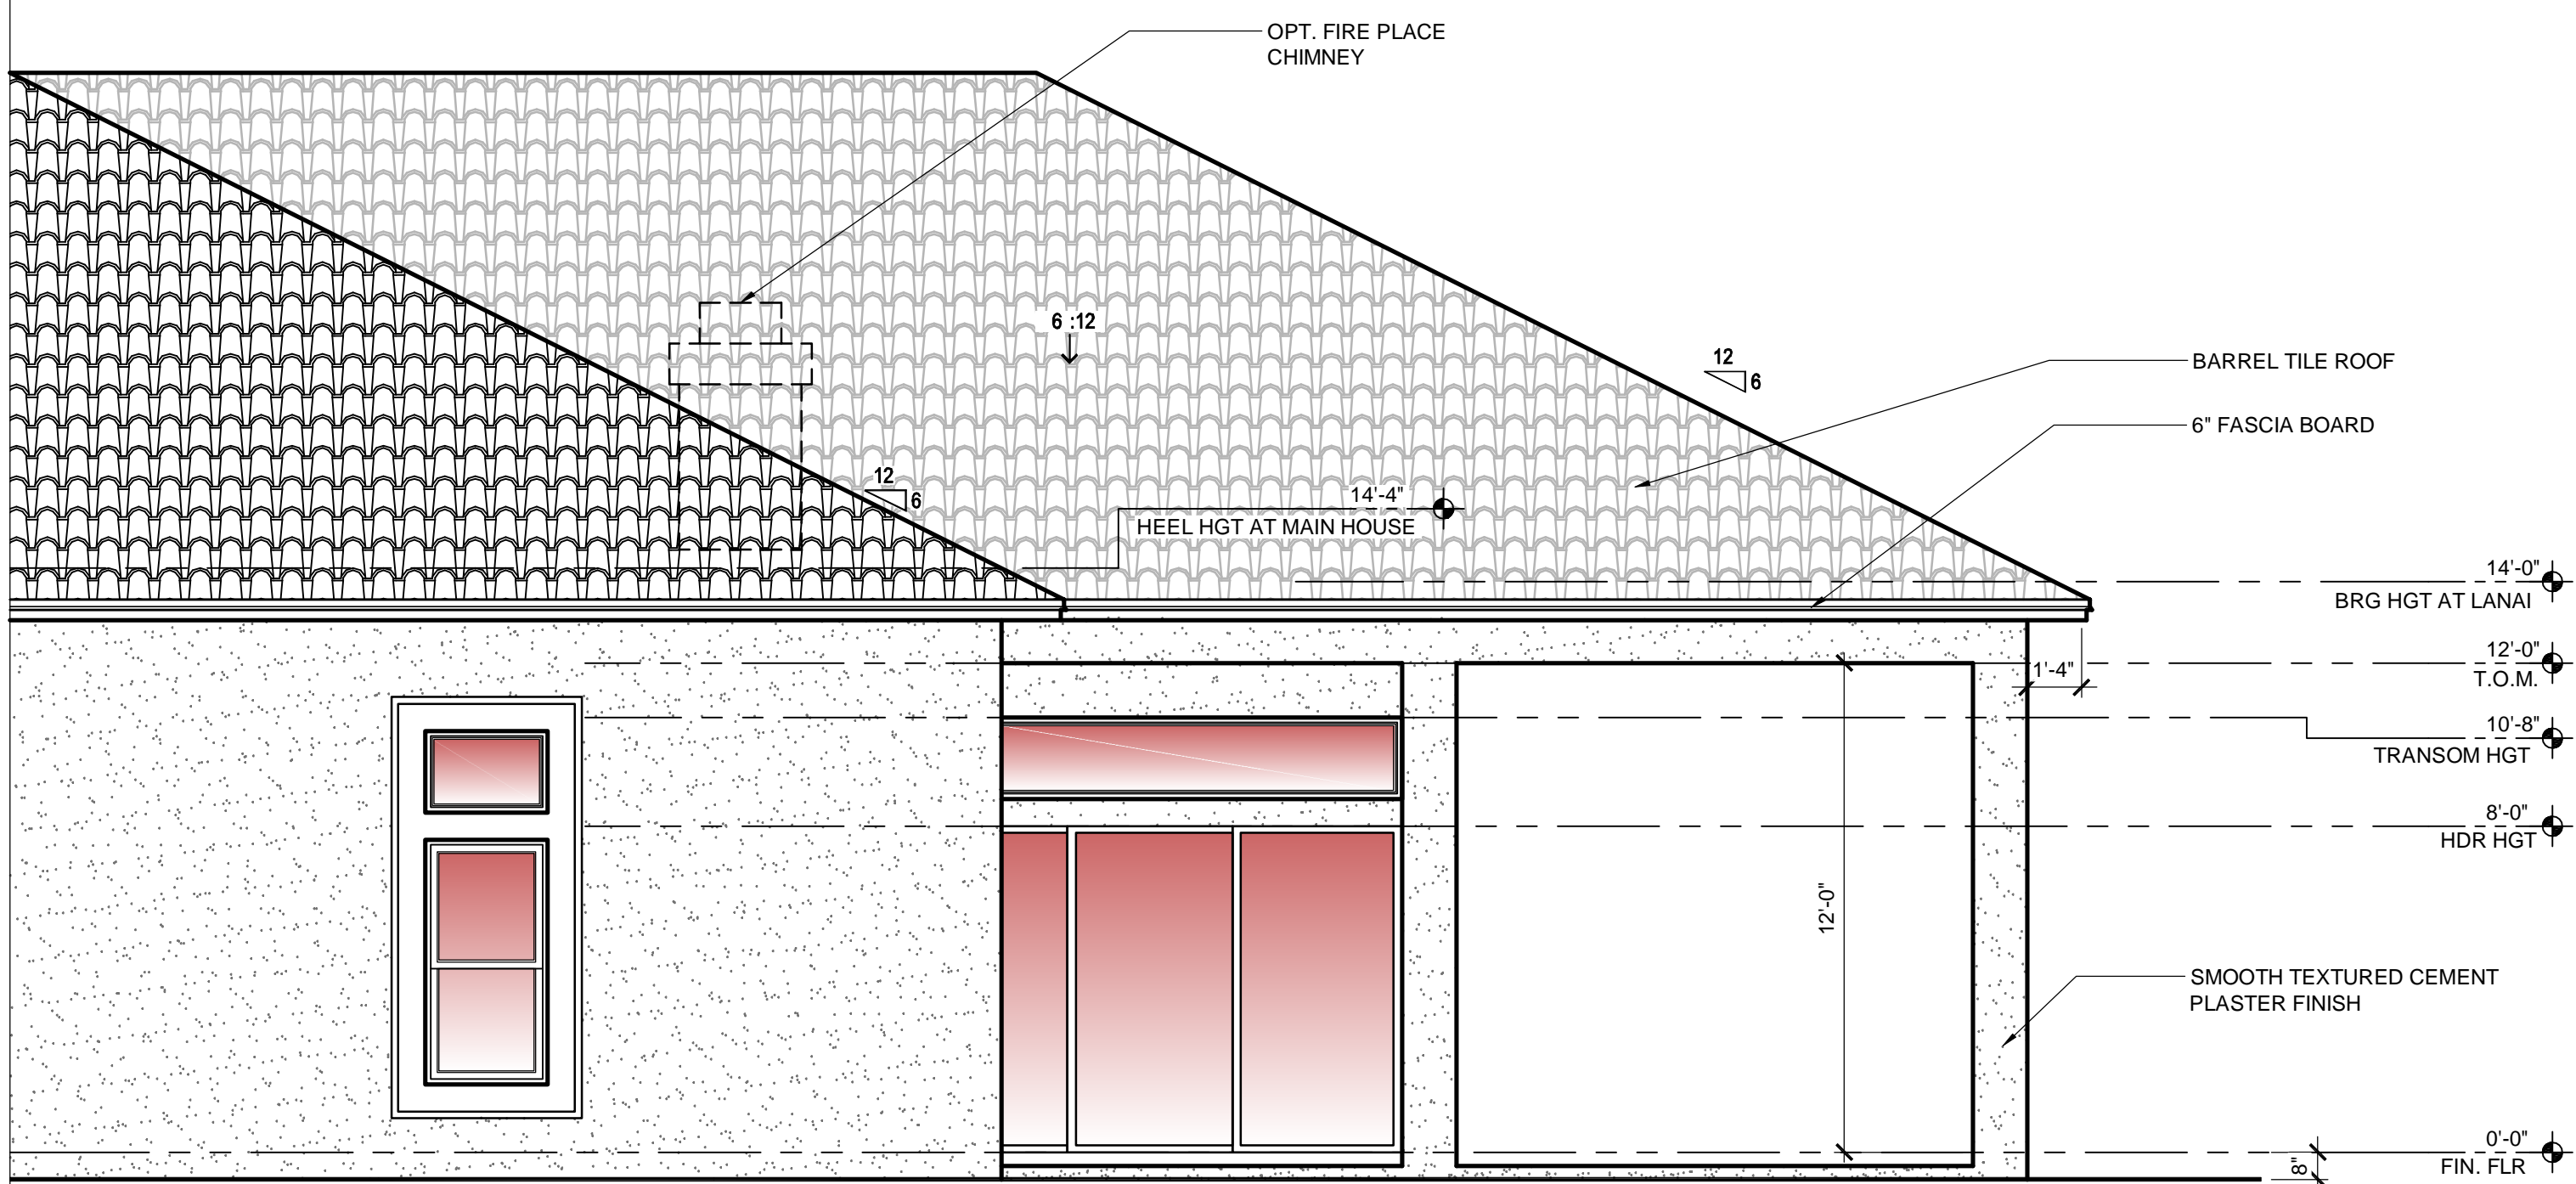 OPT. FIRE PLACE
CHIMNEY
6 :12
12
6
BARREL TILE ROOF
6" FASCIA BOARD
12
6
14'-4"
HEEL HGT AT MAIN HOUSE
14'-0"
BRG HGT AT LANAI
12'-0"
T.O.M.
1'-4"
10'-8"
TRANSOM HGT
8'-0"
HDR HGT
12'-0"
SMOOTH TEXTURED CEMENT
PLASTER FINISH
0'-0"
FIN. FLR
8"